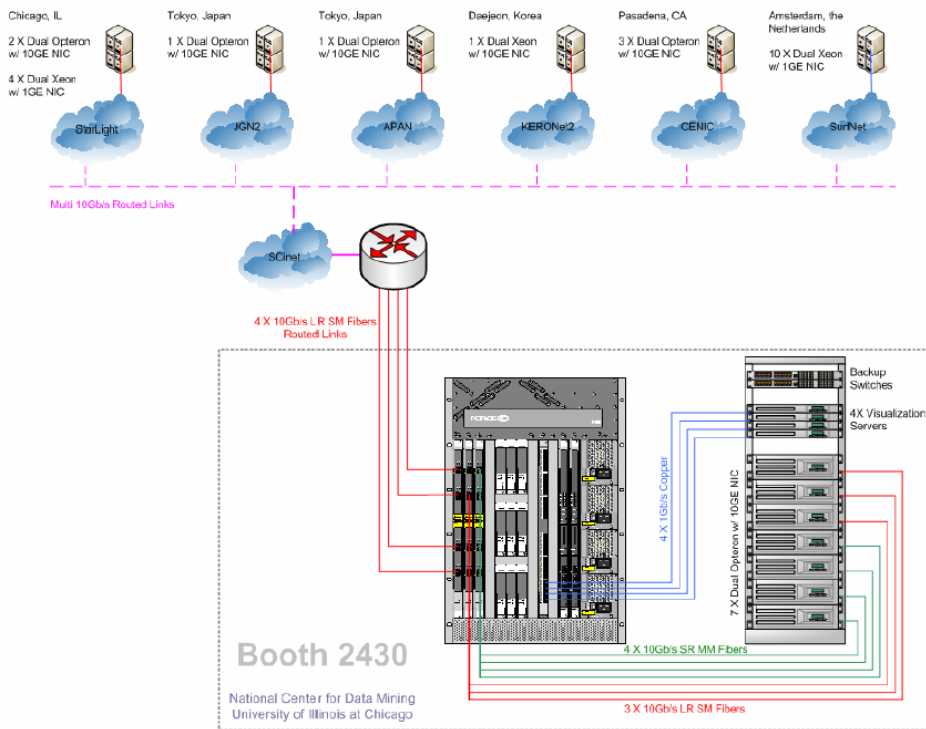 Chicago, IL
2 X Dual Opteron
w/ 10GE NIC
4 X Dual Xeon
w/ 1GE NIC
StarLight
Tokyo, Japan
1 X Dual Opteron
w/ 10GE NIC
JGN2
Tokyo, Japan
1 X Dual Opteron
w/ 10GE NIC
APAN
Daejeon, Korea
1 X Dual Xeon
w/ 10GE NIC
KERONet2
Pasadena, CA
3 X Dual Opteron
w/ 10GE NIC
CENIC
Amsterdam, the
Netherlands
10 X Dual Xeon
w/ 1GE NIC
SurfNet
Multi 10Gb/s Routed Links
SCinet
4 X 10Gb/s LR SM Fibers
Routed Links
Backup
Switches
4X Visualization
Servers
FORCE10
4 X 1Gb/s Copper
7 X Dual Opteron w/ 10GE NIC
4 X 10Gb/s SR MM Fibers
3 X 10Gb/s LR SM Fibers
Booth 2430
National Center for Data Mining
University of Illinois at Chicago